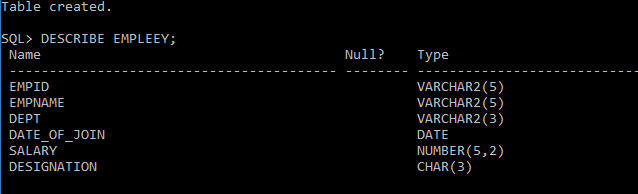 Table created.
SQL> DESCRIBE EMPLEEY;
Name Null? Type
----------------------------------------- -------- ----------------------------
EMPID VARCHAR2(5)
EMPNAME VARCHAR2(5)
DEPT VARCHAR2(3)
DATE_OF_JOIN DATE
SALARY NUMBER(5,2)
DESIGNATION CHAR(3)